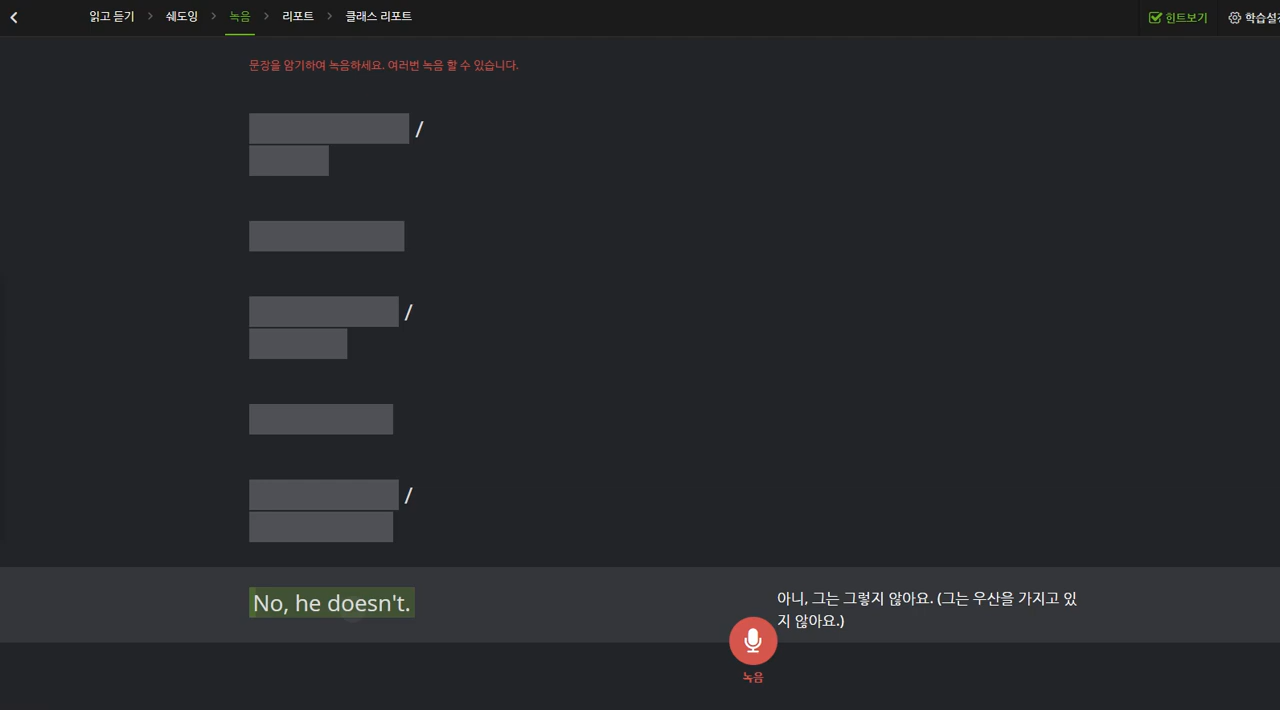 읽고 듣기 > 쉐도잉 > 녹음 > 리포트 > 클래스 리포트
힌트보기
문장을 암기하여 녹음하세요. 여러번 녹음 할 수 있습니다.
/
/
/
No, he doesn't.
아니, 그는 그렇지 않아요. (그는 우산을 가지고 있
지 않아요.)
녹음